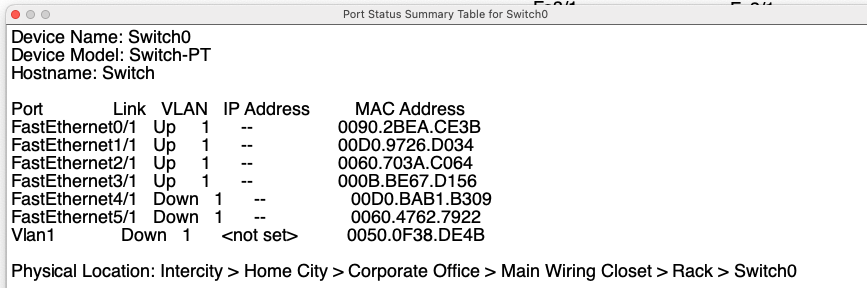 Port Status Summary Table for Switch0
Device Name: Switch0
Device Model: Switch-PT
Hostname: Switch
Port Link VLAN IP Address MAC Address
FastEthernet0/1 Up 1 -- 0090.2BEA.CE3B
FastEthernet1/1 Up 1 -- 00D0.9726.D034
FastEthernet2/1 Up 1 -- 0060.703A.C064
FastEthernet3/1 Up 1 -- 000B.BE67.D156
FastEthernet4/1 Down 1 -- 00D0.BAB1.B309
FastEthernet5/1 Down 1 -- 0060.4762.7922
Vlan1 Down 1 <not set> 0050.0F38.DE4B
Physical Location: Intercity > Home City > Corporate Office > Main Wiring Closet > Rack > Switch0